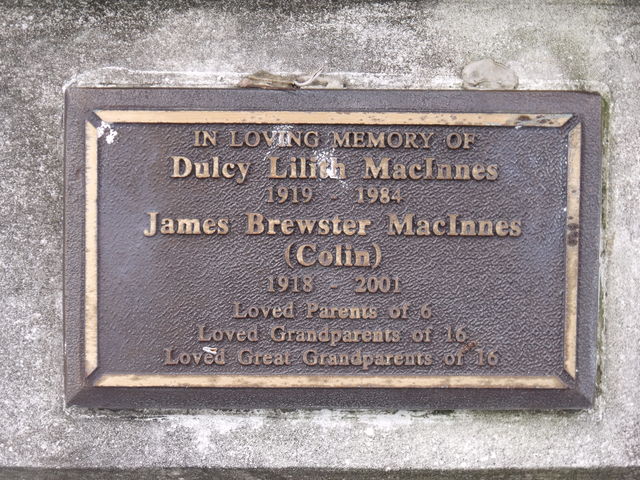 IN LOVING MEMORY OF
Dulcy Lilith MacInnes
1919 - 1984
James Brewster MacInnes
(Colin)
1918 - 2001
Loved Parents of 6
Loved Grandparents of 16
Loved Great Grandparents of 16